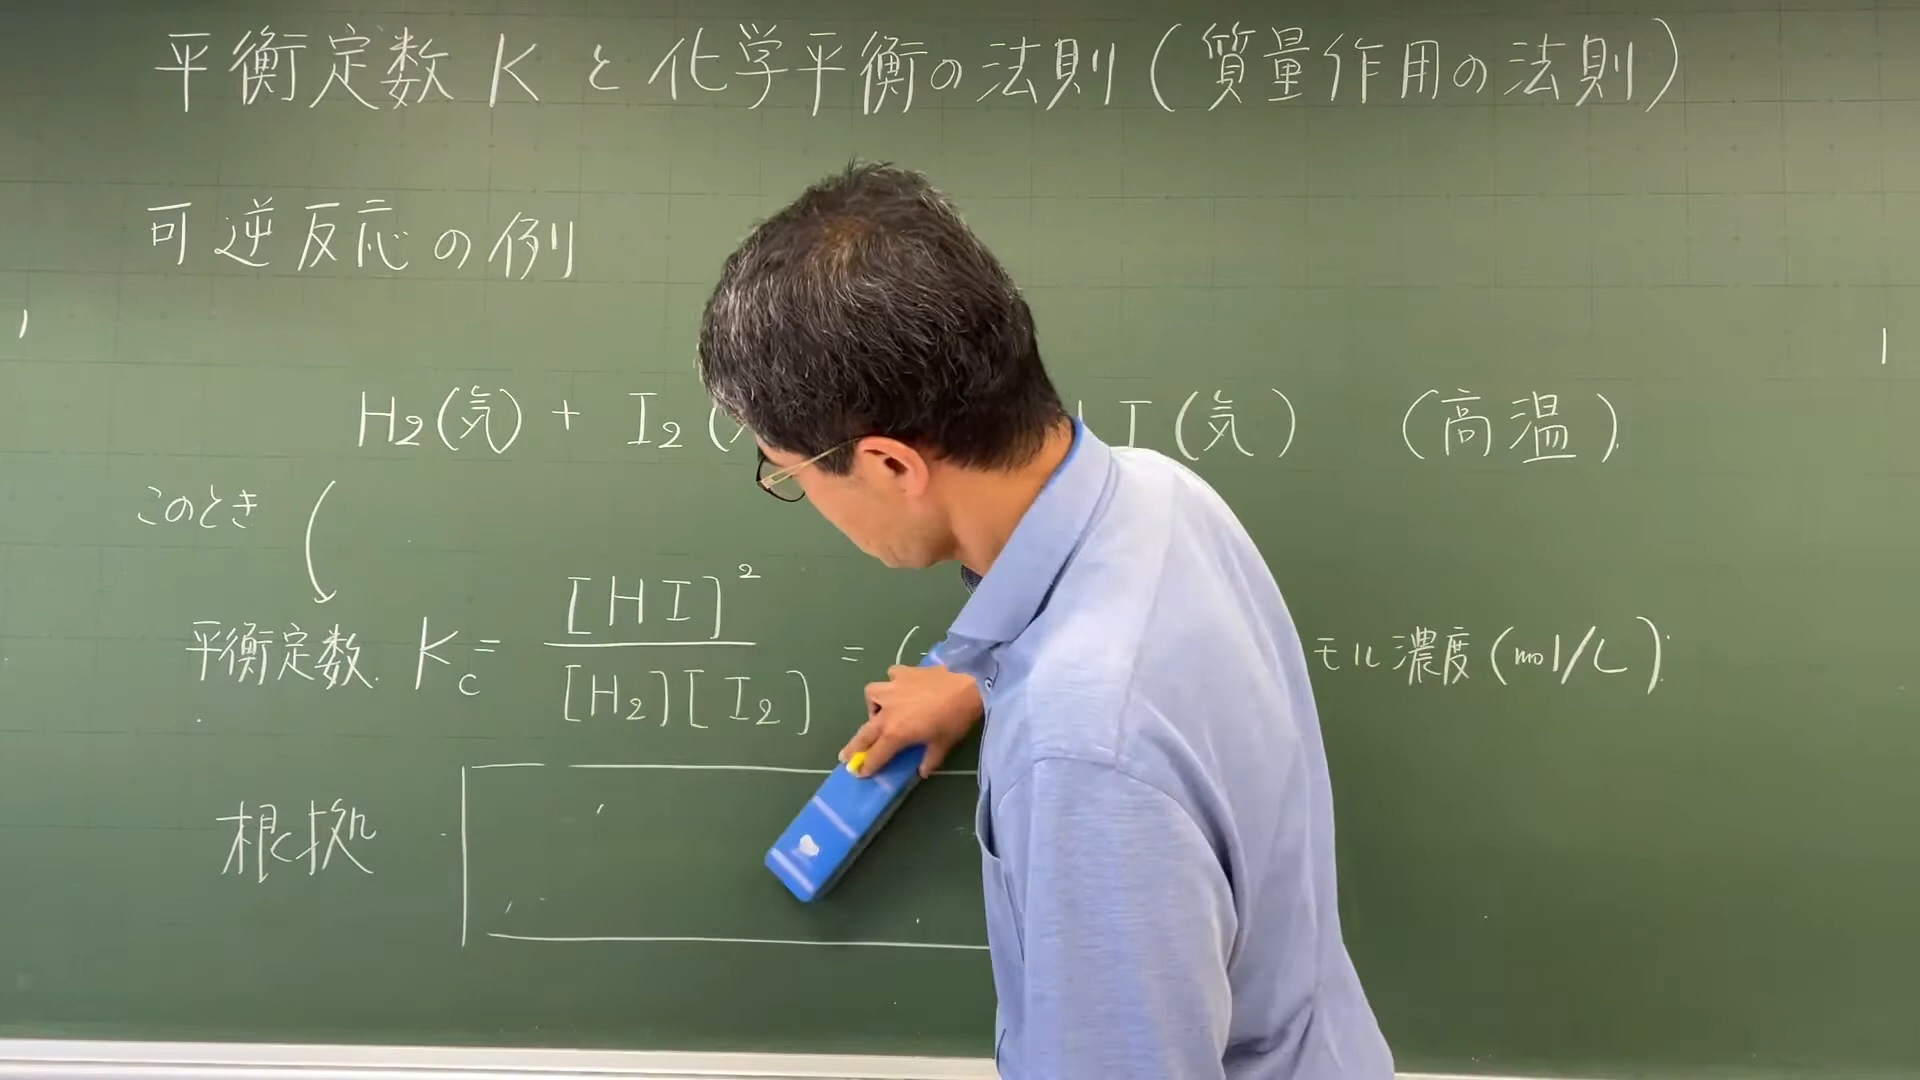 平衡定数 K と 化学平衡の法則 (質量作用の法則)
可逆反応の例
H₂(気) + I₂ ( I (気) (高温)
このとき
平衡定数 Kc = [HI]² / [H₂][I₂] = ( モル濃度 (mol/L)
根拠